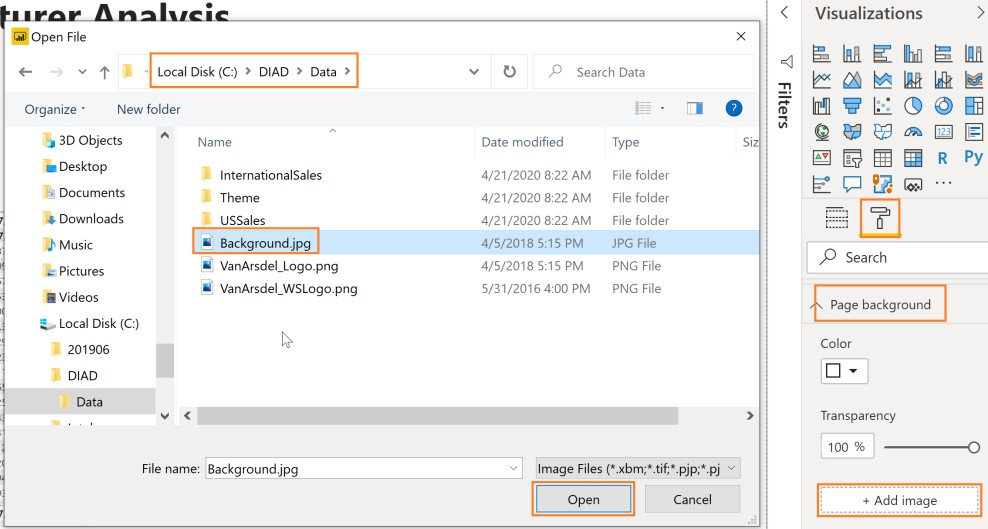 turer Analysis
Open File
Local Disk (C:) > DIAD > Data >
Search Data
Organize
New folder
Name
Date modified
Type
Siz
3D Objects
Desktop
Documents
Downloads
Music
Pictures
Videos
Local Disk (C:)
201906
DIAD
Data
InternationalSales 4/21/2020 8:22 AM File folder
Theme 4/21/2020 8:22 AM File folder
USSales 4/21/2020 8:22 AM File folder
Background.jpg 4/5/2018 5:15 PM JPG File
VanArsdel_Logo.png 4/5/2018 5:15 PM PNG File
VanArsdel_WSLogo.png 5/31/2016 4:00 PM PNG File
File name: Background.jpg
Image Files (*.xbm;*.tif;*.pjp;*.pj
Open
Cancel
Filters
Visualizations
123
R
Py
Search
Page background
Color
Transparency
100 %
+ Add image